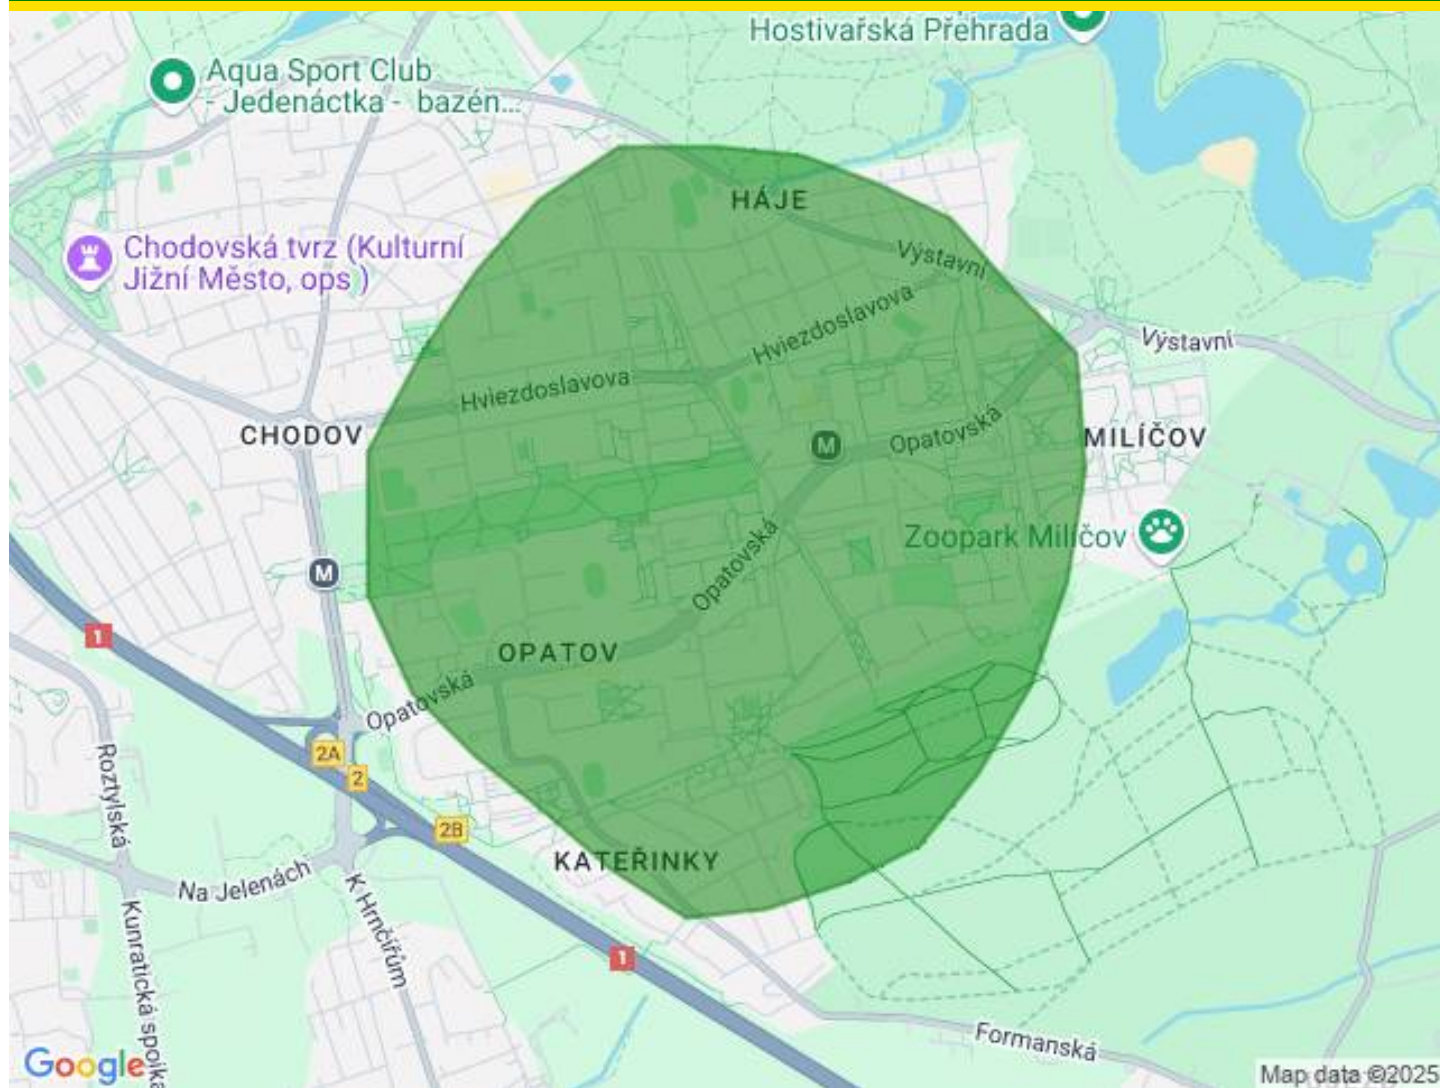 Hostivařská Přehrada
Aqua Sport Club
- Jedenáctka - bazén...
HÁJE
Chodovská tvrz (Kulturní
Jižní Město, ops )
Výstavní
Hviezdoslavova
Výstavní
Hviezdoslavova
CHODOV
M
Opatovská
MILÍČOV
Zoopark Milíčov
Opatovská
M
1
OPATOV
Opatovská
2A
2
Roztylská
2B
KATEŘINKY
Na Jelenách
K Hrnčířům
Kunratická spojka
1
Formanská
Google
Map data ©2025